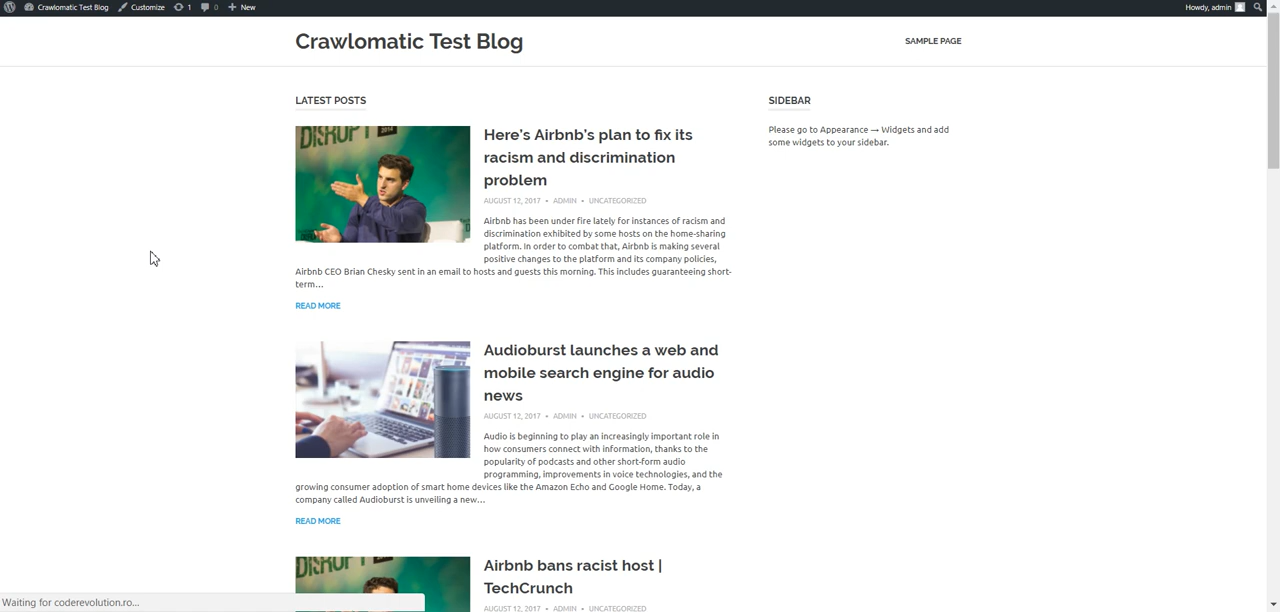 Crawlomatic Test Blog Customize 1 0 New Howdy, admin
Crawlomatic Test Blog
SAMPLE PAGE
LATEST POSTS
DISRUPT 2014
Here's Airbnb's plan to fix its
racism and discrimination
problem
AUGUST 12, 2017 • ADMIN • UNCATEGORIZED
Airbnb has been under fire lately for instances of racism and
discrimination exhibited by some hosts on the home-sharing
platform. In order to combat that, Airbnb is making several
positive changes to the platform and its company policies,
Airbnb CEO Brian Chesky sent in an email to hosts and guests this morning. This includes guaranteeing short-
term…
READ MORE
Audioburst launches a web and
mobile search engine for audio
news
AUGUST 12, 2017 • ADMIN • UNCATEGORIZED
Audio is beginning to play an increasingly important role in
how consumers connect with information, thanks to the
popularity of podcasts and other short-form audio
programming, improvements in voice technologies, and the
growing consumer adoption of smart home devices like the Amazon Echo and Google Home. Today, a
company called Audioburst is unveiling a new…
READ MORE
Airbnb bans racist host |
TechCrunch
AUGUST 12, 2017 • ADMIN • UNCATEGORIZED
SIDEBAR
Please go to Appearance → Widgets and add
some widgets to your sidebar.
Waiting for coderevolution.ro...